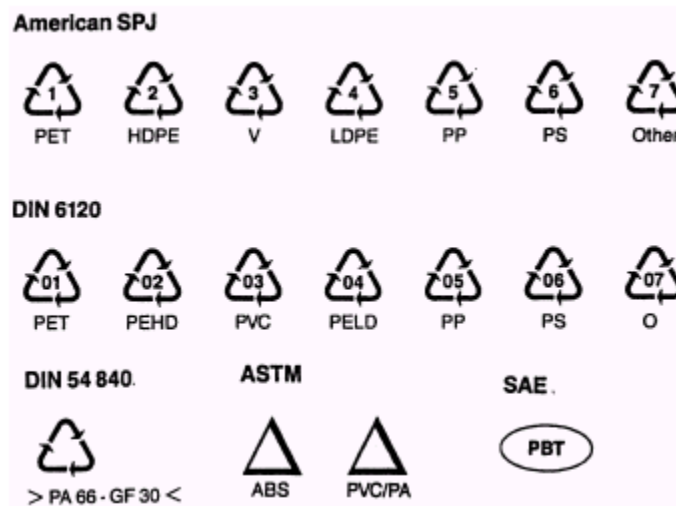 American SPJ
1 2 3 4 5 6 7
PET HDPE V LDPE PP PS Other
DIN 6120
01 02 03 04 05 06 07
PET PEHD PVC PELD PP PS O
DIN 54 840. ASTM SAE.
PBT
> PA 66 - GF 30 < ABS PVC/PA